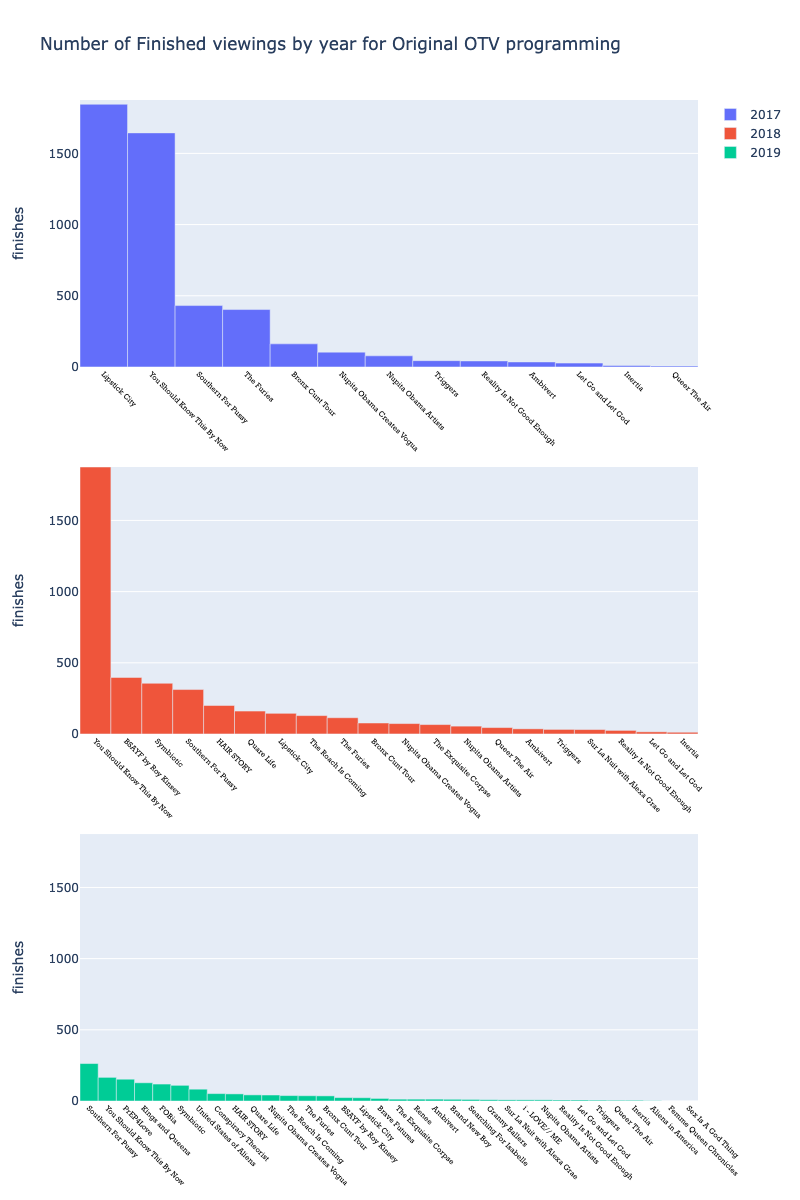 Number of Finished viewings by year for Original OTV programming
2017
2018
2019
finishes
1500
1000
500
0
Lipstick City
You Should Know This By Now
Southern For Pussy
The Furies
Bronx Cunt Tour
Nupita Obama Creates Vogua
Nupita Obama Artists
Triggers
Reality Is Not Good Enough
Ambivert
Let Go and Let God
Inertia
Queer The Air
finishes
1500
1000
500
0
You Should Know This By Now
BSAYF by Roy Kinsey
Symbiotic
Southern For Pussy
HAIR STORY
Quare Life
Lipstick City
The Roach Is Coming
The Furies
Bronx Cunt Tour
Nupita Obama Creates Vogua
The Exquisite Corpse
Nupita Obama Artists
Queer The Air
Ambivert
Triggers
Sur La Nuit with Alexa Grae
Reality Is Not Good Enough
Let Go and Let God
Inertia
finishes
1500
1000
500
0
Southern For Pussy
You Should Know This By Now
PrEP4Love
Kings and Queens
FOBia
Symbiotic
United States of Aliens
Conspiracy Theorist
HAIR STORY
Quare Life
Nupita Obama Creates Vogua
The Roach Is Coming
The Furies
Bronx Cunt Tour
BSAYF by Roy Kinsey
Lipstick City
Brave Futures
The Exquisite Corpse
Renee
Ambivert
Brand New Boy
Searching For Isabelle
Granny Ballers
Sur La Nuit with Alexa Grae
i - LOVE// ME
Nupita Obama Artists
Reality Is Not Good Enough
Let Go and Let God
Triggers
Queer The Air
Inertia
Aliens in America
Femme Queen Chronicles
Sex Is A God Thing